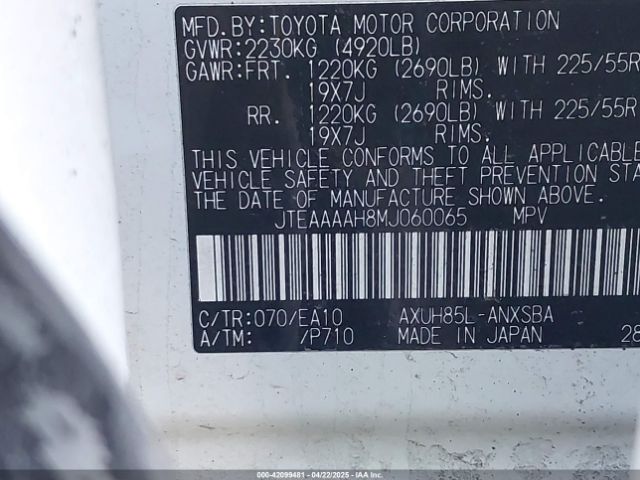 MFD.BY:TOYOTA MOTOR CORPORATION
GVWR:2230KG (4920LB)
GAWR:FRT. 1220KG (2690LB) WITH 225/55R
19X7J RIMS.
RR. 1220KG (2690LB) WITH 225/55R
19X7J RIMS.
THIS VEHICLE CONFORMS TO ALL APPLICABLE
VEHICLE SAFETY AND THEFT PREVENTION STA
THE DATE OF MANUFACTURE SHOWN ABOVE.
JTEAAAAH8MJ060065 MPV
C/TR:070/EA10 AXUH85L-ANXSBA
A/TM: /P710 MADE IN JAPAN 28
000-42099481 - 04/22/2025 - IAAI.COM